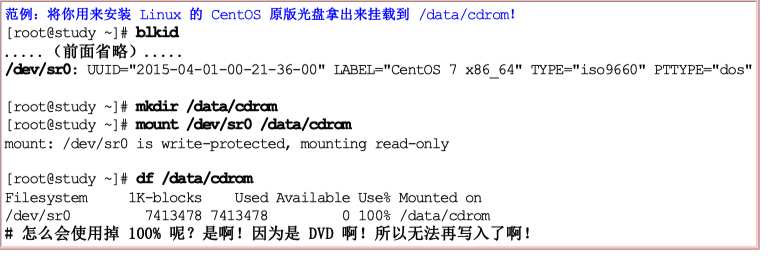 范例：将你用来安装 Linux 的 CentOS 原版光盘拿出来挂载到 /data/cdrom！
[root@study ~]# blkid
.....（前面省略）.....
/dev/sr0: UUID="2015-04-01-00-21-36-00" LABEL="CentOS 7 x86_64" TYPE="iso9660" PTTYPE="dos"
[root@study ~]# mkdir /data/cdrom
[root@study ~]# mount /dev/sr0 /data/cdrom
mount: /dev/sr0 is write-protected, mounting read-only
[root@study ~]# df /data/cdrom
Filesystem     1K-blocks    Used Available Use% Mounted on
/dev/sr0         7413478 7413478         0 100% /data/cdrom
# 怎么会使用掉 100% 呢？是啊！因为是 DVD 啊！所以无法再写入了啊！